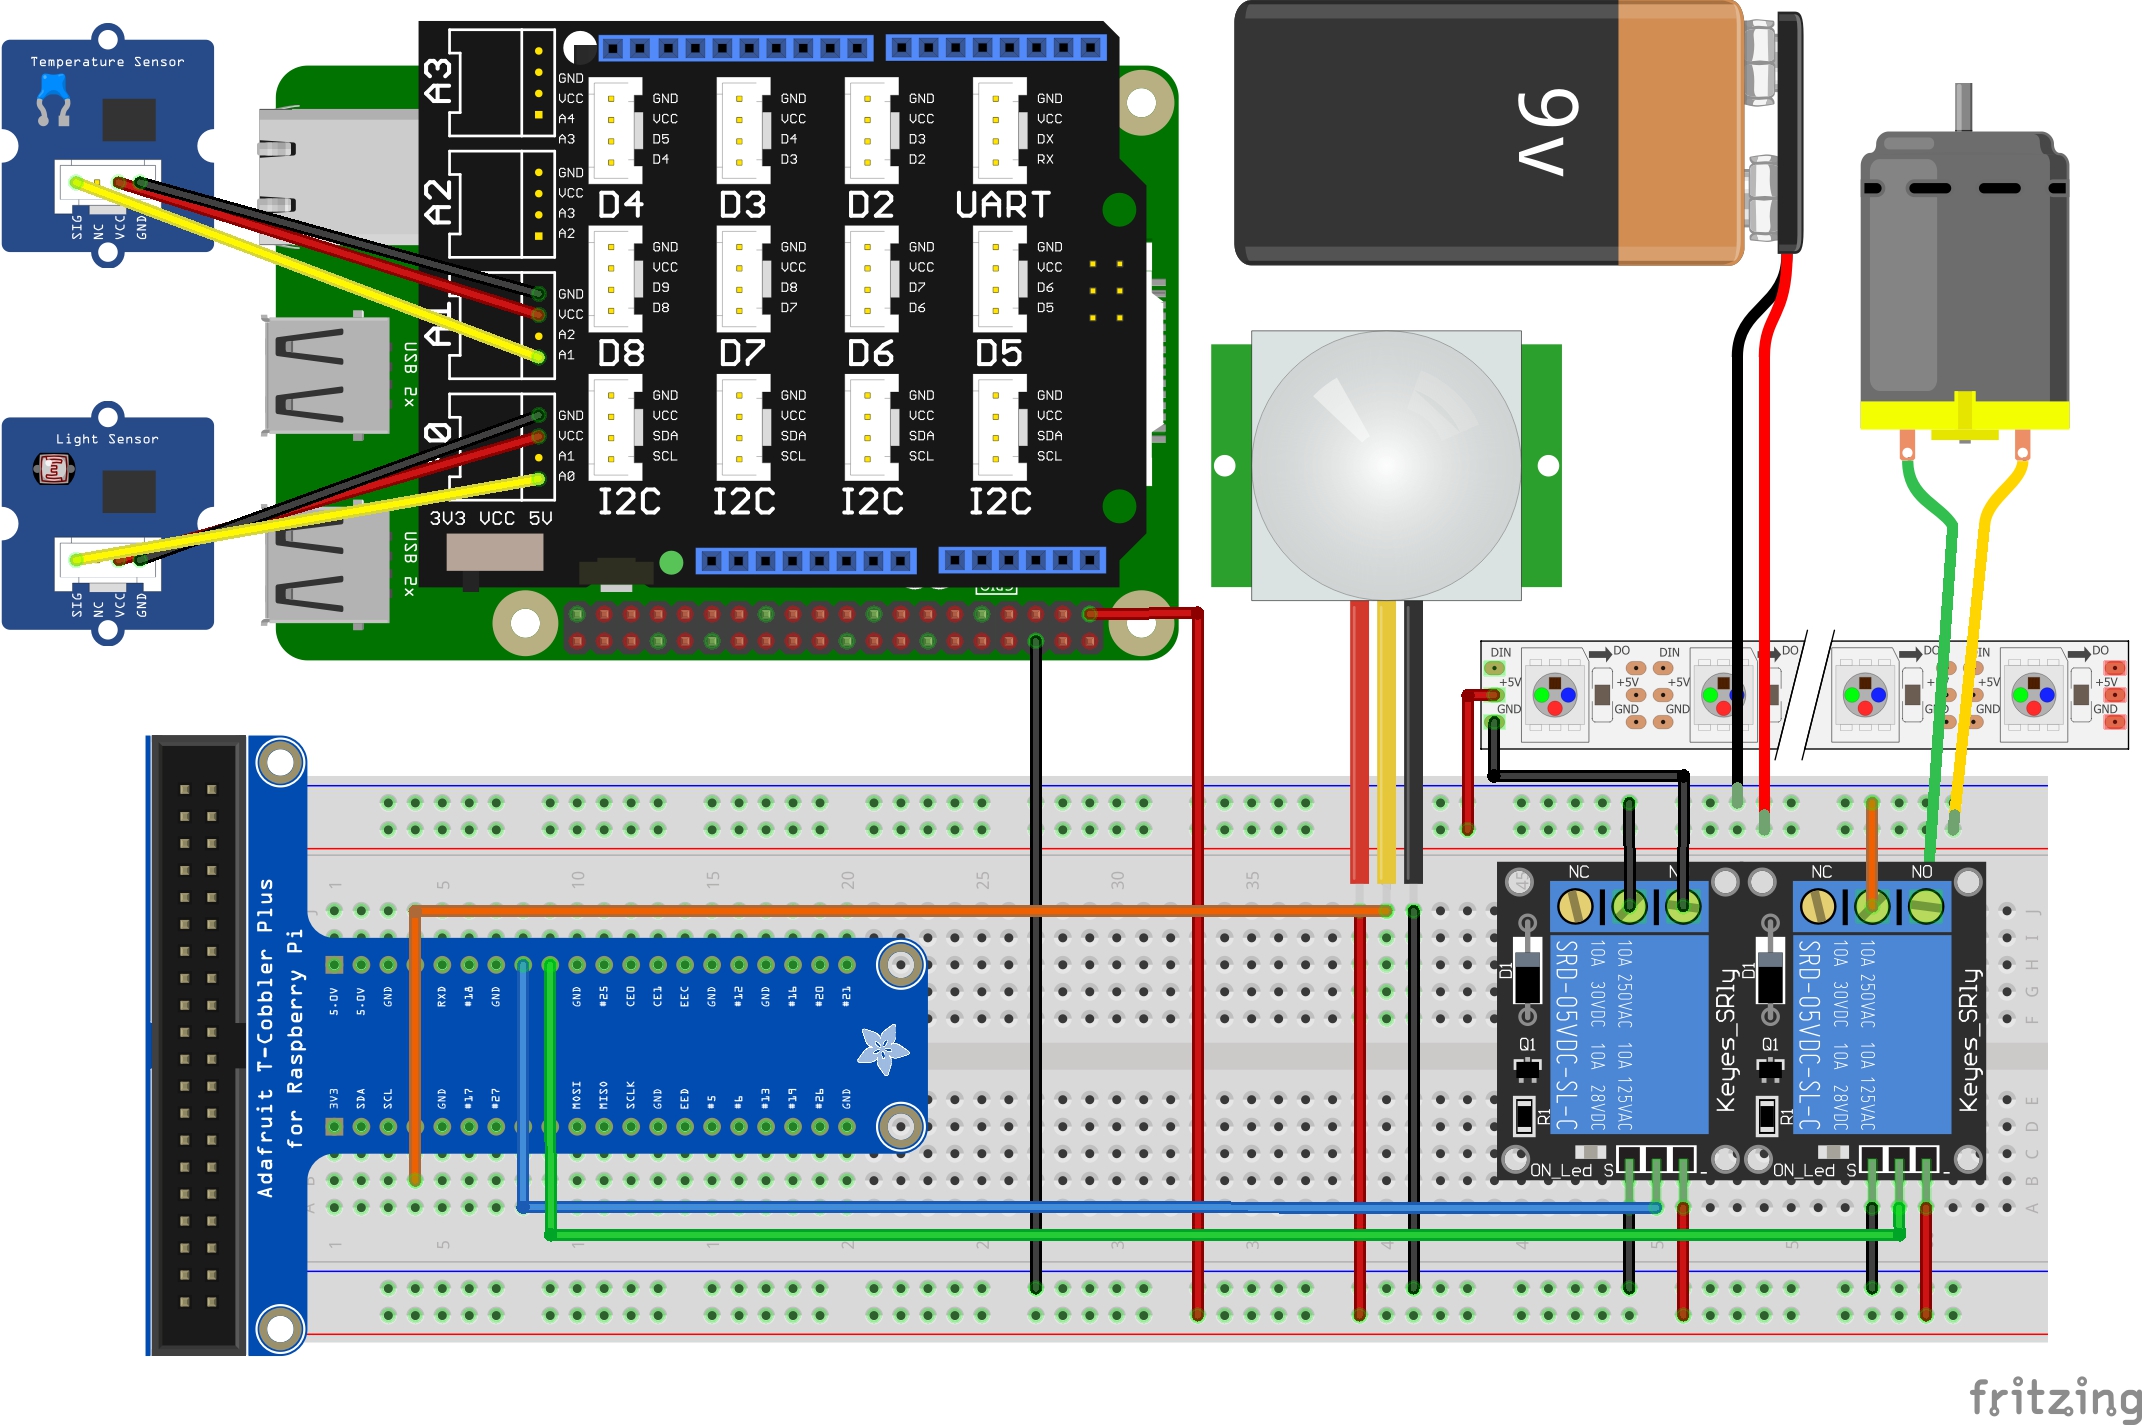 Temperature Sensor
SIG
NC
VCC
GND
Light Sensor
SIG
NC
VCC
GND
A3
GND
VCC
A4
A3
A2
GND
VCC
A3
A2
GND
VCC
A2
A1
0
GND
VCC
A1
A0
3V3 VCC 5V
USB 5x
USB 5x
GND
VCC
D5
D4
D4
GND
VCC
D4
D3
D3
GND
VCC
D3
D2
D2
GND
VCC
DX
RX
UART
GND
VCC
D9
D8
D8
GND
VCC
D8
D7
D7
GND
VCC
D7
D6
D6
GND
VCC
D6
D5
D5
GND
VCC
SDA
SCL
I2C
GND
VCC
SDA
SCL
I2C
GND
VCC
SDA
SCL
I2C
GND
VCC
SDA
SCL
I2C
9v
DIN
+5V
GND
DO
+5V
GND
DIN
+5V
GND
DO
DO
GND
IN
+5V
GND
DO
+5V
GND
Adafruit T-Cobbler Plus
for Raspberry Pi
5.0V
5.0V
GND
RXD
#18
GND
GND
#25
CE0
CE1
EEC
GND
#12
GND
#16
#20
#21
3V3
SDA
SCL
GND
#17
#27
MOSI
MISO
SCLK
GND
EED
#5
#6
#13
#19
#26
GND
1
5
10
15
20
25
30
35
45
J
I
H
G
F
E
D
C
B
A
1
5
NC
D1
Q1
R1
SRD-05VDC-SL-C
10A 30VDC 10A 28VDC
10A 250VAC 10A 125VAC
Keyes_SRly
ON_Led S
-
NC
NO
D1
Q1
R1
SRD-05VDC-SL-C
10A 30VDC 10A 28VDC
10A 250VAC 10A 125VAC
Keyes_SRly
ON_Led S
-
fritzing